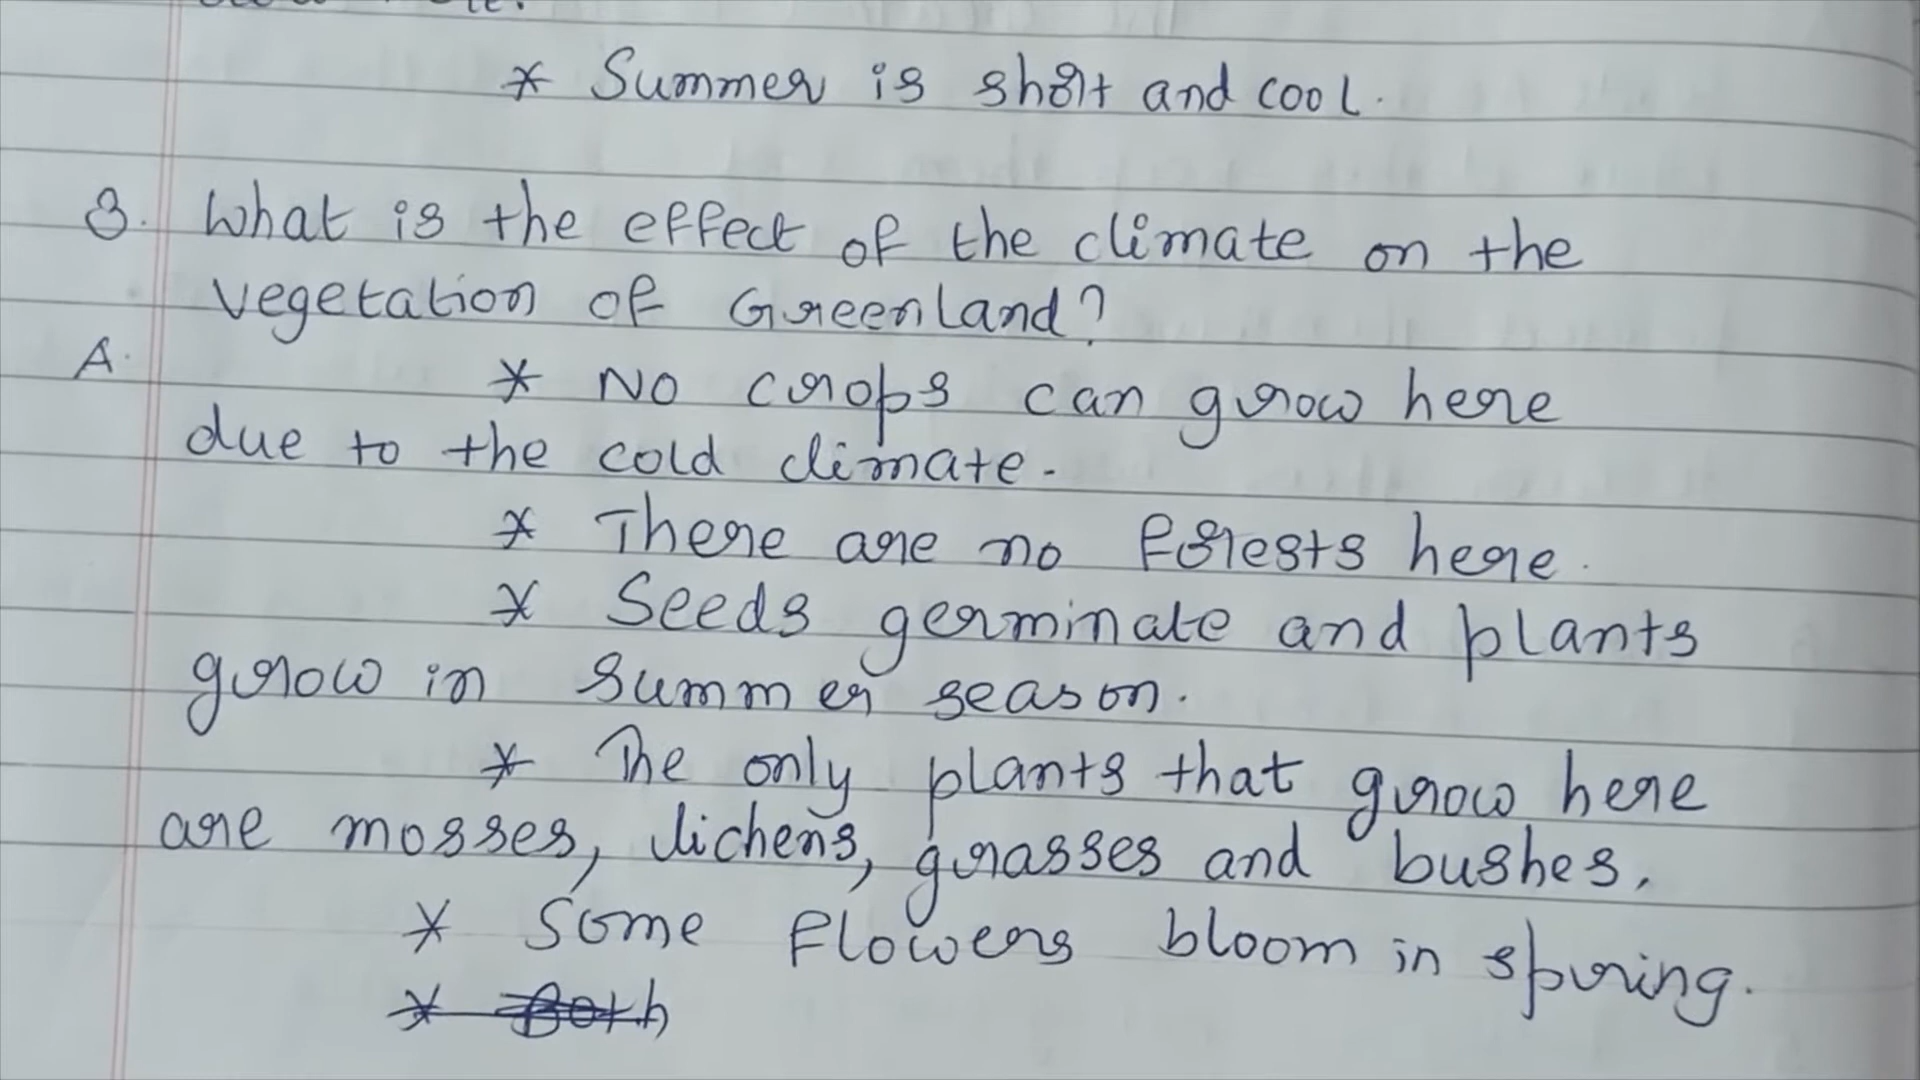 * Summer is short and cool.
3. What is the effect of the climate on the
vegetation of Greenland?
A. * No crops can grow here
due to the cold climate.
* There are no forests here.
* Seeds germinate and plants
grow in summer season.
* The only plants that grow here
are mosses, lichens, grasses and bushes.
* Some flowers bloom in spring.
* Both